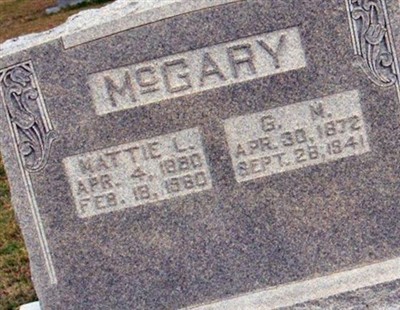 McGARY
MATTIE L.
APR. 4, 1880
FEB. 18, 1960
G. M.
APR. 30, 1872
SEPT. 28, 1941